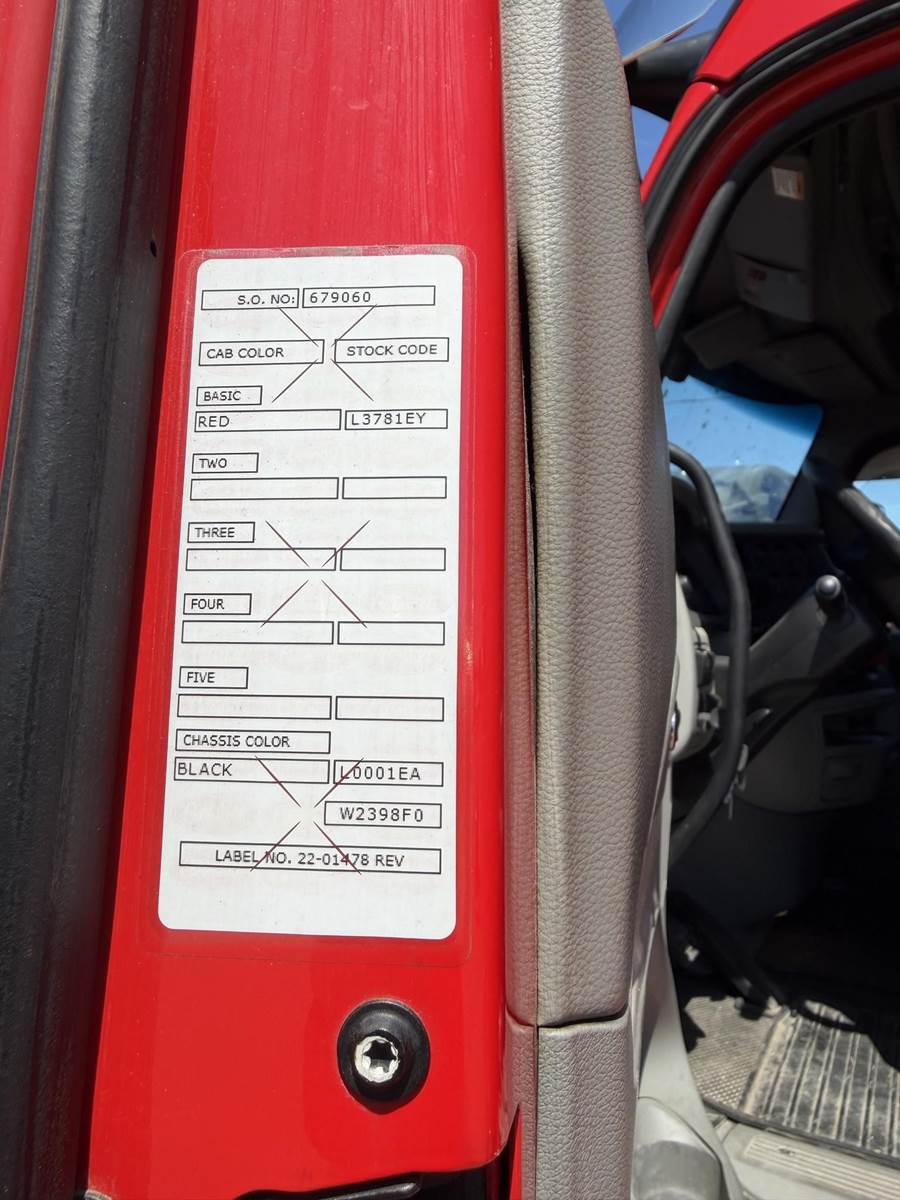 S.O. NO: 679060
CAB COLOR STOCK CODE
BASIC
RED L3781EY
TWO
THREE
FOUR
FIVE
CHASSIS COLOR
BLACK L0001EA
W2398F0
LABEL NO. 22-01478 REV